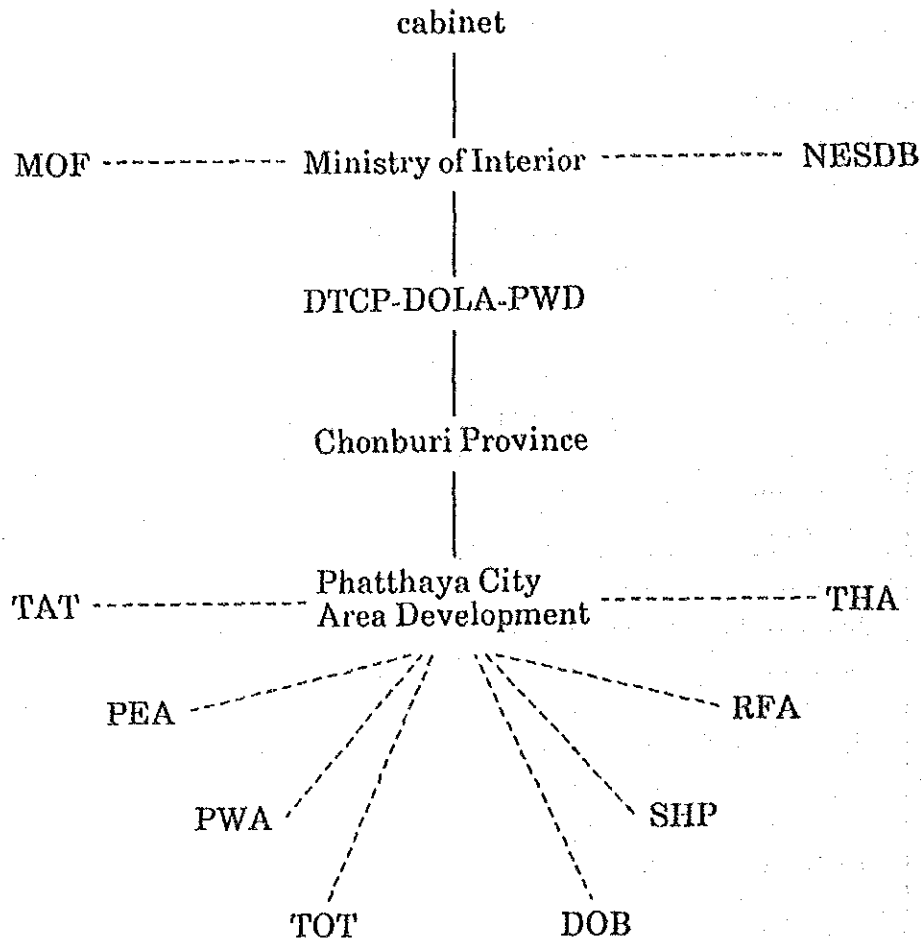 cabinet
MOF Ministry of Interior NESDB
DTCP-DOLA-PWD
Chonburi Province
TAT Phatthaya City Area Development THA
PEA RFA
PWA SHP
TOT DOB